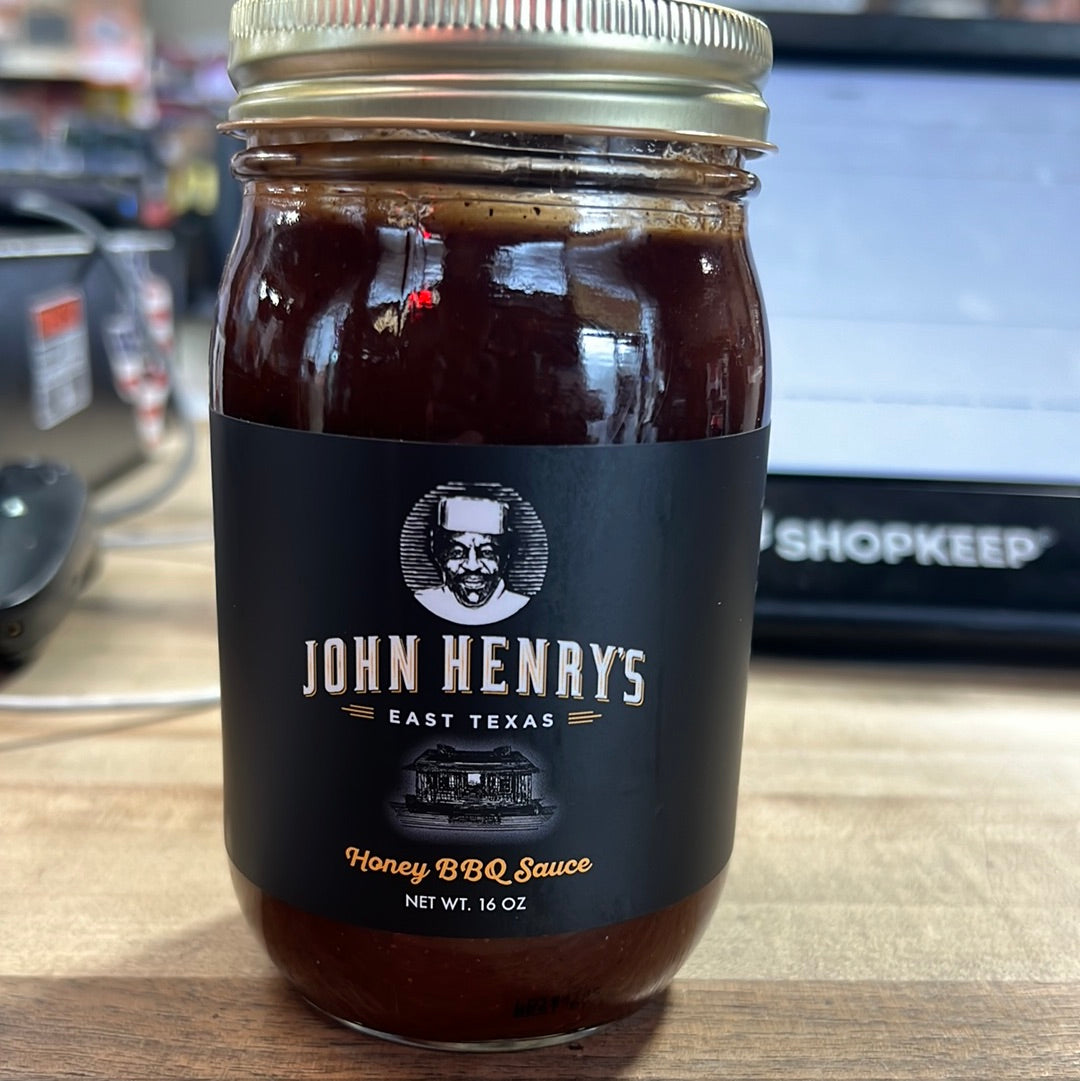 JOHN HENRY'S
EAST TEXAS
Honey BBQ Sauce
NET WT. 16 OZ
SHOPKEEP